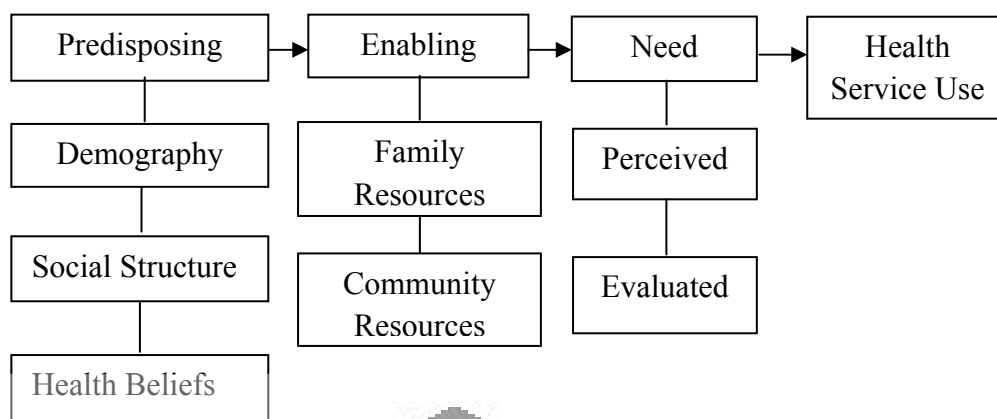 Predisposing
Enabling
Need
Health
Service Use
Demography
Family
Resources
Perceived
Social Structure
Community
Resources
Evaluated
Health Beliefs